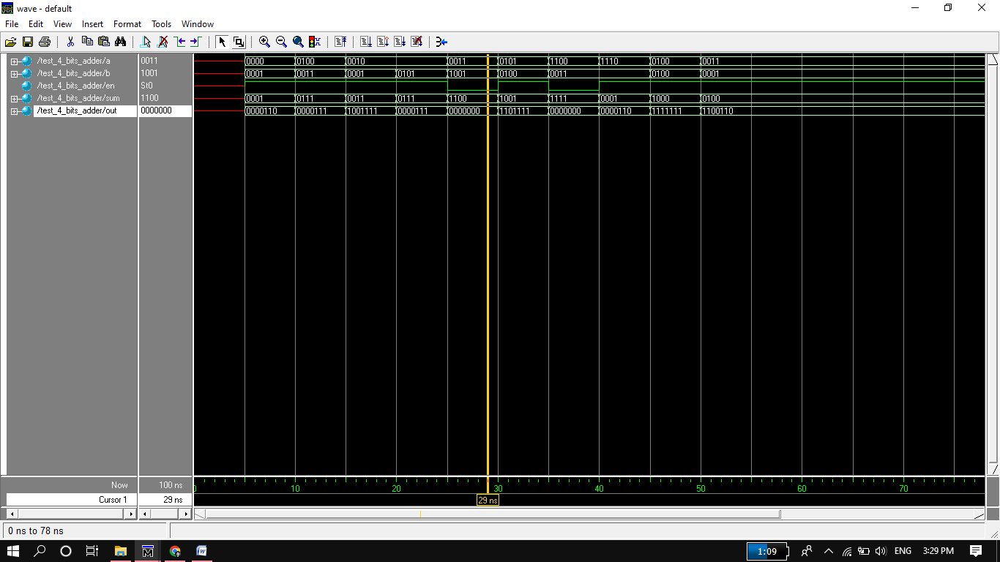 wave - default
File Edit View Insert Format Tools Window
/test_4_bits_adder/a 0011 0000 0100 0010 0011 0101 1100 1110 0100 0011
/test_4_bits_adder/b 1001 0001 0011 0001 0101 1001 0100 0011 0100 0001
/test_4_bits_adder/en St0
/test_4_bits_adder/sum 1100 0001 0111 0011 0111 1100 1001 1111 0001 1000 0100
/test_4_bits_adder/out 0000000 0000110 0000111 1001111 0000111 0000000 1101111 0000000 0000110 1111111 1100110
Now 100 ns 0 10 20 30 40 50 60 70
Cursor 1 29 ns 29 ns
0 ns to 78 ns
1:09 ENG 3:29 PM